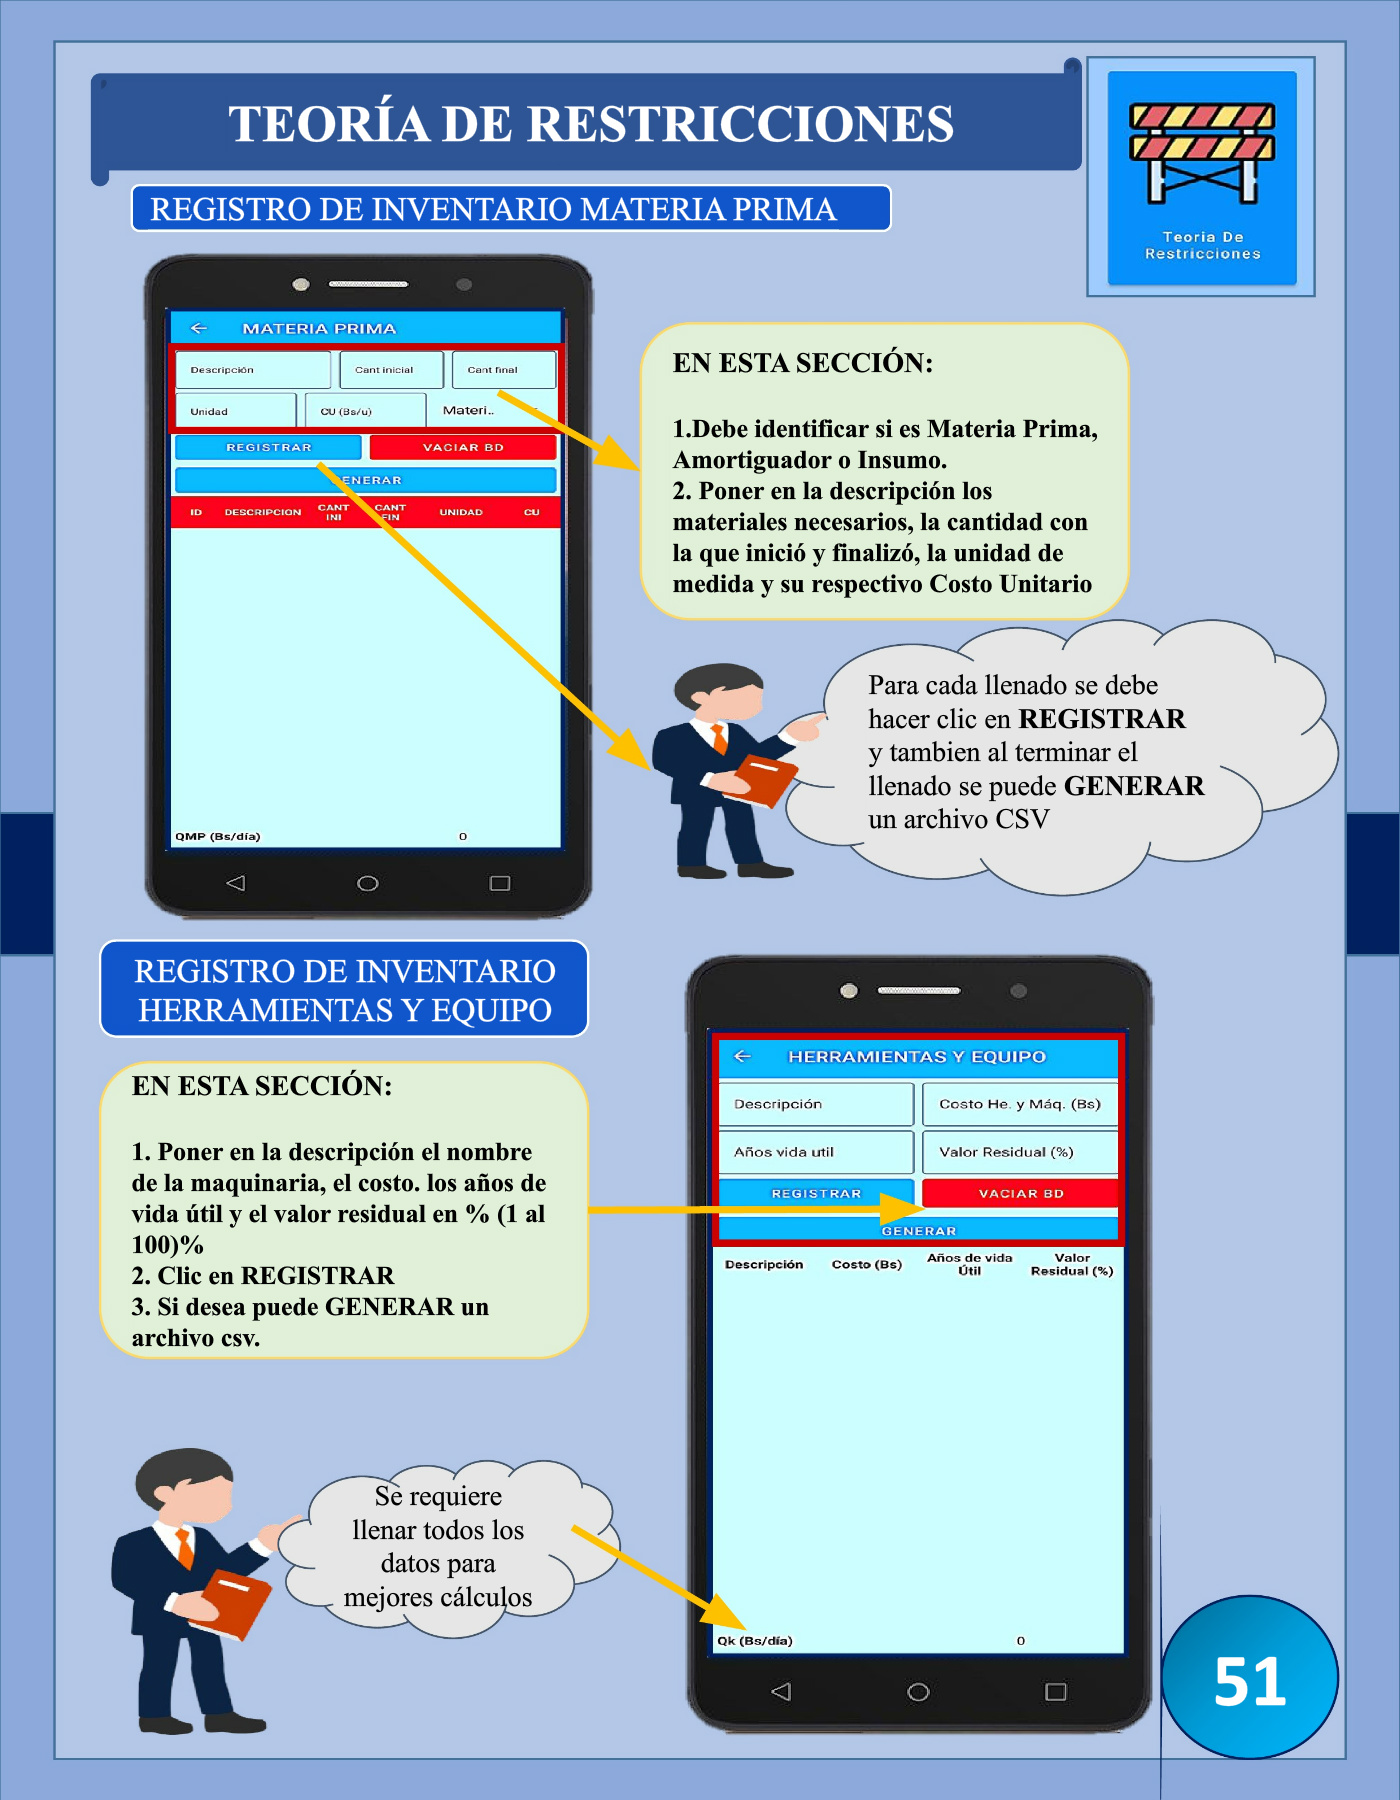 TEORÍA DE RESTRICCIONES
Teoria De
Restricciones
REGISTRO DE INVENTARIO MATERIA PRIMA
MATERIA PRIMA
Descripción
Cant inicial
Cant final
Unidad
CU (Bs/u)
Materi..
REGISTRAR
VACIAR BD
GENERAR
ID DESCRIPCION CANT INI CANT FIN UNIDAD CU
QMP (Bs/día) 0
EN ESTA SECCIÓN:
1.Debe identificar si es Materia Prima,
Amortiguador o Insumo.
2. Poner en la descripción los
materiales necesarios, la cantidad con
la que inició y finalizó, la unidad de
medida y su respectivo Costo Unitario
Para cada llenado se debe
hacer clic en REGISTRAR
y tambien al terminar el
llenado se puede GENERAR
un archivo CSV
REGISTRO DE INVENTARIO
HERRAMIENTAS Y EQUIPO
EN ESTA SECCIÓN:
1. Poner en la descripción el nombre
de la maquinaria, el costo. los años de
vida útil y el valor residual en % (1 al
100)%
2. Clic en REGISTRAR
3. Si desea puede GENERAR un
archivo csv.
HERRAMIENTAS Y EQUIPO
Descripción
Costo He. y Máq. (Bs)
Años vida util
Valor Residual (%)
REGISTRAR
VACIAR BD
GENERAR
Descripción Costo (Bs) Años de vida Útil Valor Residual (%)
Qk (Bs/día) 0
Se requiere
llenar todos los
datos para
mejores cálculos
51